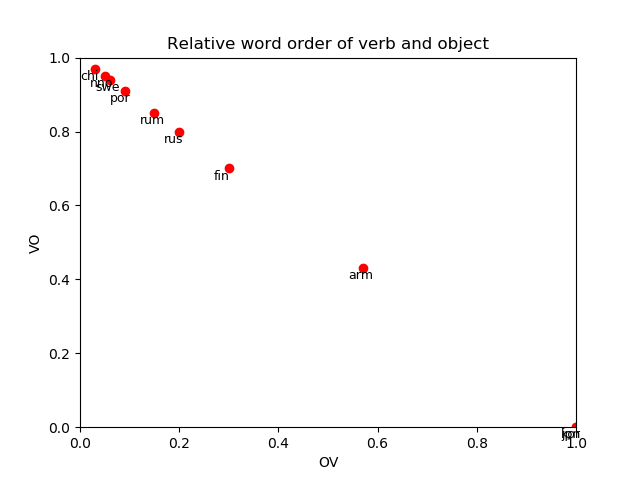 Relative word order of verb and object
1.0
chi
nno
swe
por
rum
0.8
rus
fin
0.6
VO
0.4
arm
0.2
0.0
0.0 0.2 0.4 0.6 0.8 1.0
OV